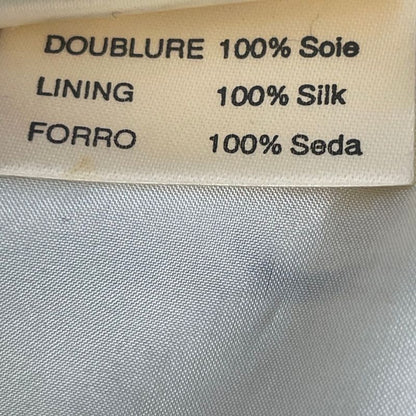 DOUBLURE 100% Soie
LINING 100% Silk
FORRO 100% Seda